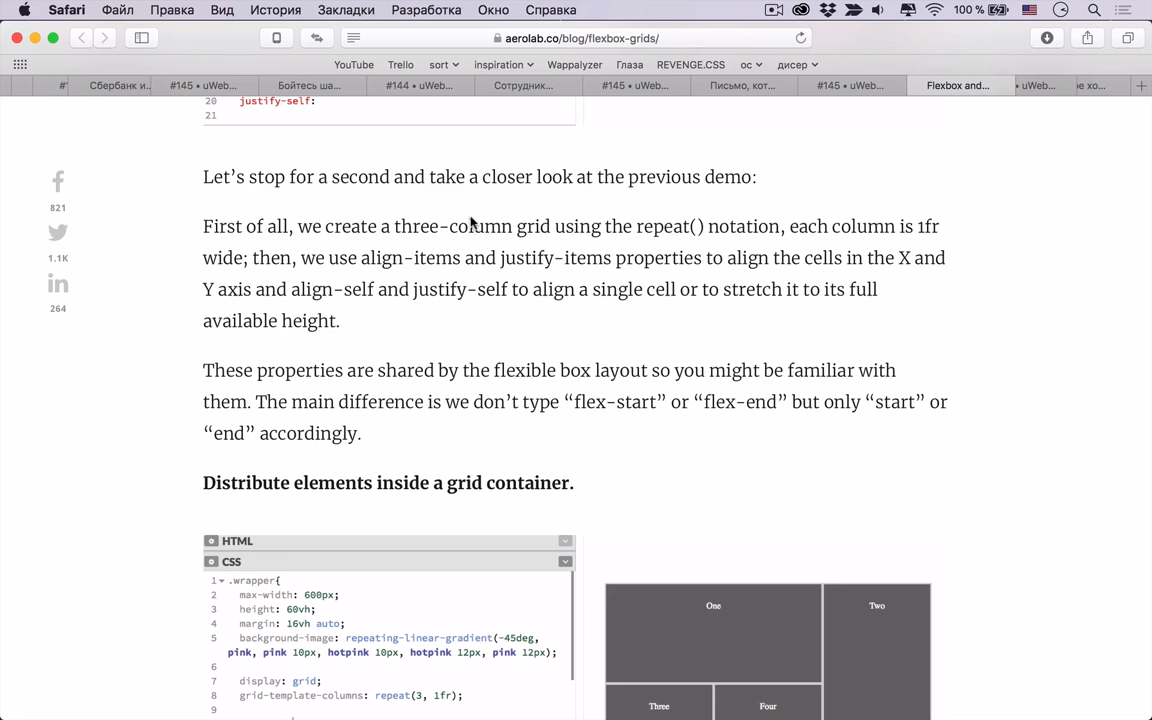 Safari Файл Правка Вид История Закладки Разработка Окно Справка 100 %
aerolab.co/blog/flexbox-grids/
YouTube Trello sort inspiration Wappalyzer Глаза REVENGE.CSS ос дисер
#' Сбербанк и... #145 • uWeb... Бойтесь ша... #144 • uWeb... Сотрудник... #145 • uWeb... Письмо, кот... #145 • uWeb... Flexbox and... • uWeb... ое хо...
20 justify-self:
21
Let's stop for a second and take a closer look at the previous demo:
821
1.1K
264
First of all, we create a three-column grid using the repeat() notation, each column is 1fr
wide; then, we use align-items and justify-items properties to align the cells in the X and
Y axis and align-self and justify-self to align a single cell or to stretch it to its full
available height.
These properties are shared by the flexible box layout so you might be familiar with
them. The main difference is we don't type “flex-start” or “flex-end” but only “start” or
“end” accordingly.
Distribute elements inside a grid container.
HTML
CSS
1 .wrapper{
2 max-width: 600px;
3 height: 60vh;
4 margin: 16vh auto;
5 background-image: repeating-linear-gradient(-45deg,
pink, pink 10px, hotpink 10px, hotpink 12px, pink 12px);
6
7 display: grid;
8 grid-template-columns: repeat(3, 1fr);
9
One Two
Three Four